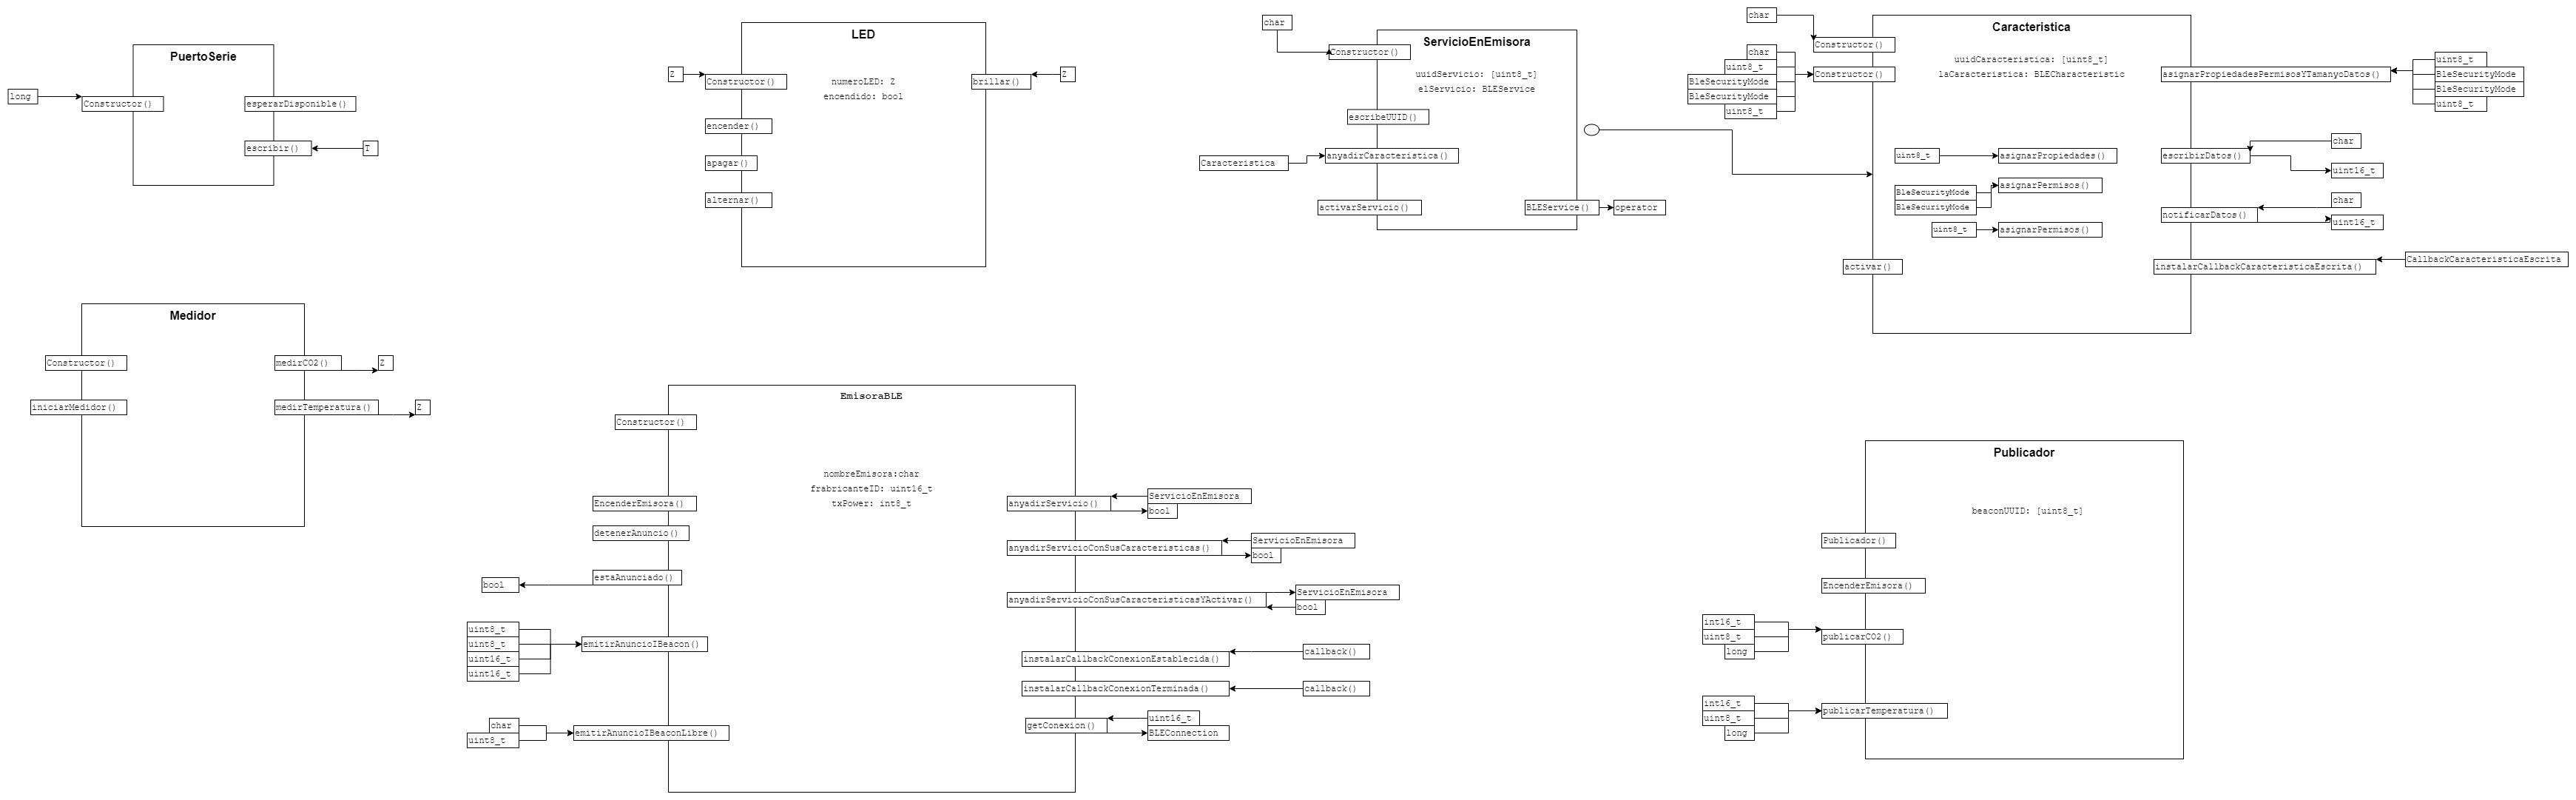 PuertoSerie
long
Constructor()
esperarDisponible()
escribir()
T
LED
numeroLED: Z
encendido: bool
Z
Constructor()
brillar()
Z
encender()
apagar()
alternar()
char
ServicioEnEmisora
Constructor()
uuidServicio: [uint8_t]
elServicio: BLEService
escribeUUID()
Caracteristica
anyadirCaracteristica()
activarServicio()
BLEService()
operator
char
Caracteristica
Constructor()
char
uint8_t
BleSecurityMode
BleSecurityMode
uint8_t
Constructor()
uuidCaracteristica: [uint8_t]
laCaracteristica: BLECharacteristic
asignarPropiedadesPermisosYTamanyoDatos()
uint8_t
BleSecurityMode
BleSecurityMode
uint8_t
uint8_t
asignarPropiedades()
BleSecurityMode
BleSecurityMode
asignarPermisos()
uint8_t
asignarPermisos()
escribirDatos()
char
uint16_t
notificarDatos()
char
uint16_t
activar()
instalarCallbackCaracteristicaEscrita()
CallbackCaracteristicaEscrita
Medidor
Constructor()
iniciarMedidor()
medirCO2()
Z
medirTemperatura()
Z
EmisoraBLE
Constructor()
nombreEmisora:char
frabricanteID: uint16_t
txPower: int8_t
EncenderEmisora()
detenerAnuncio()
bool
estaAnunciado()
uint8_t
uint8_t
uint16_t
uint16_t
emitirAnuncioIBeacon()
char
uint8_t
emitirAnuncioIBeaconLibre()
anyadirServicio()
ServicioEnEmisora
bool
anyadirServicioConSusCaracteristicas()
ServicioEnEmisora
bool
anyadirServicioConSusCaracteristicasYActivar()
ServicioEnEmisora
bool
instalarCallbackConexionEstablecida()
callback()
instalarCallbackConexionTerminada()
callback()
getConexion()
uint16_t
BLEConnection
Publicador
beaconUUID: [uint8_t]
Publicador()
EncenderEmisora()
int16_t
uint8_t
long
publicarCO2()
int16_t
uint8_t
long
publicarTemperatura()